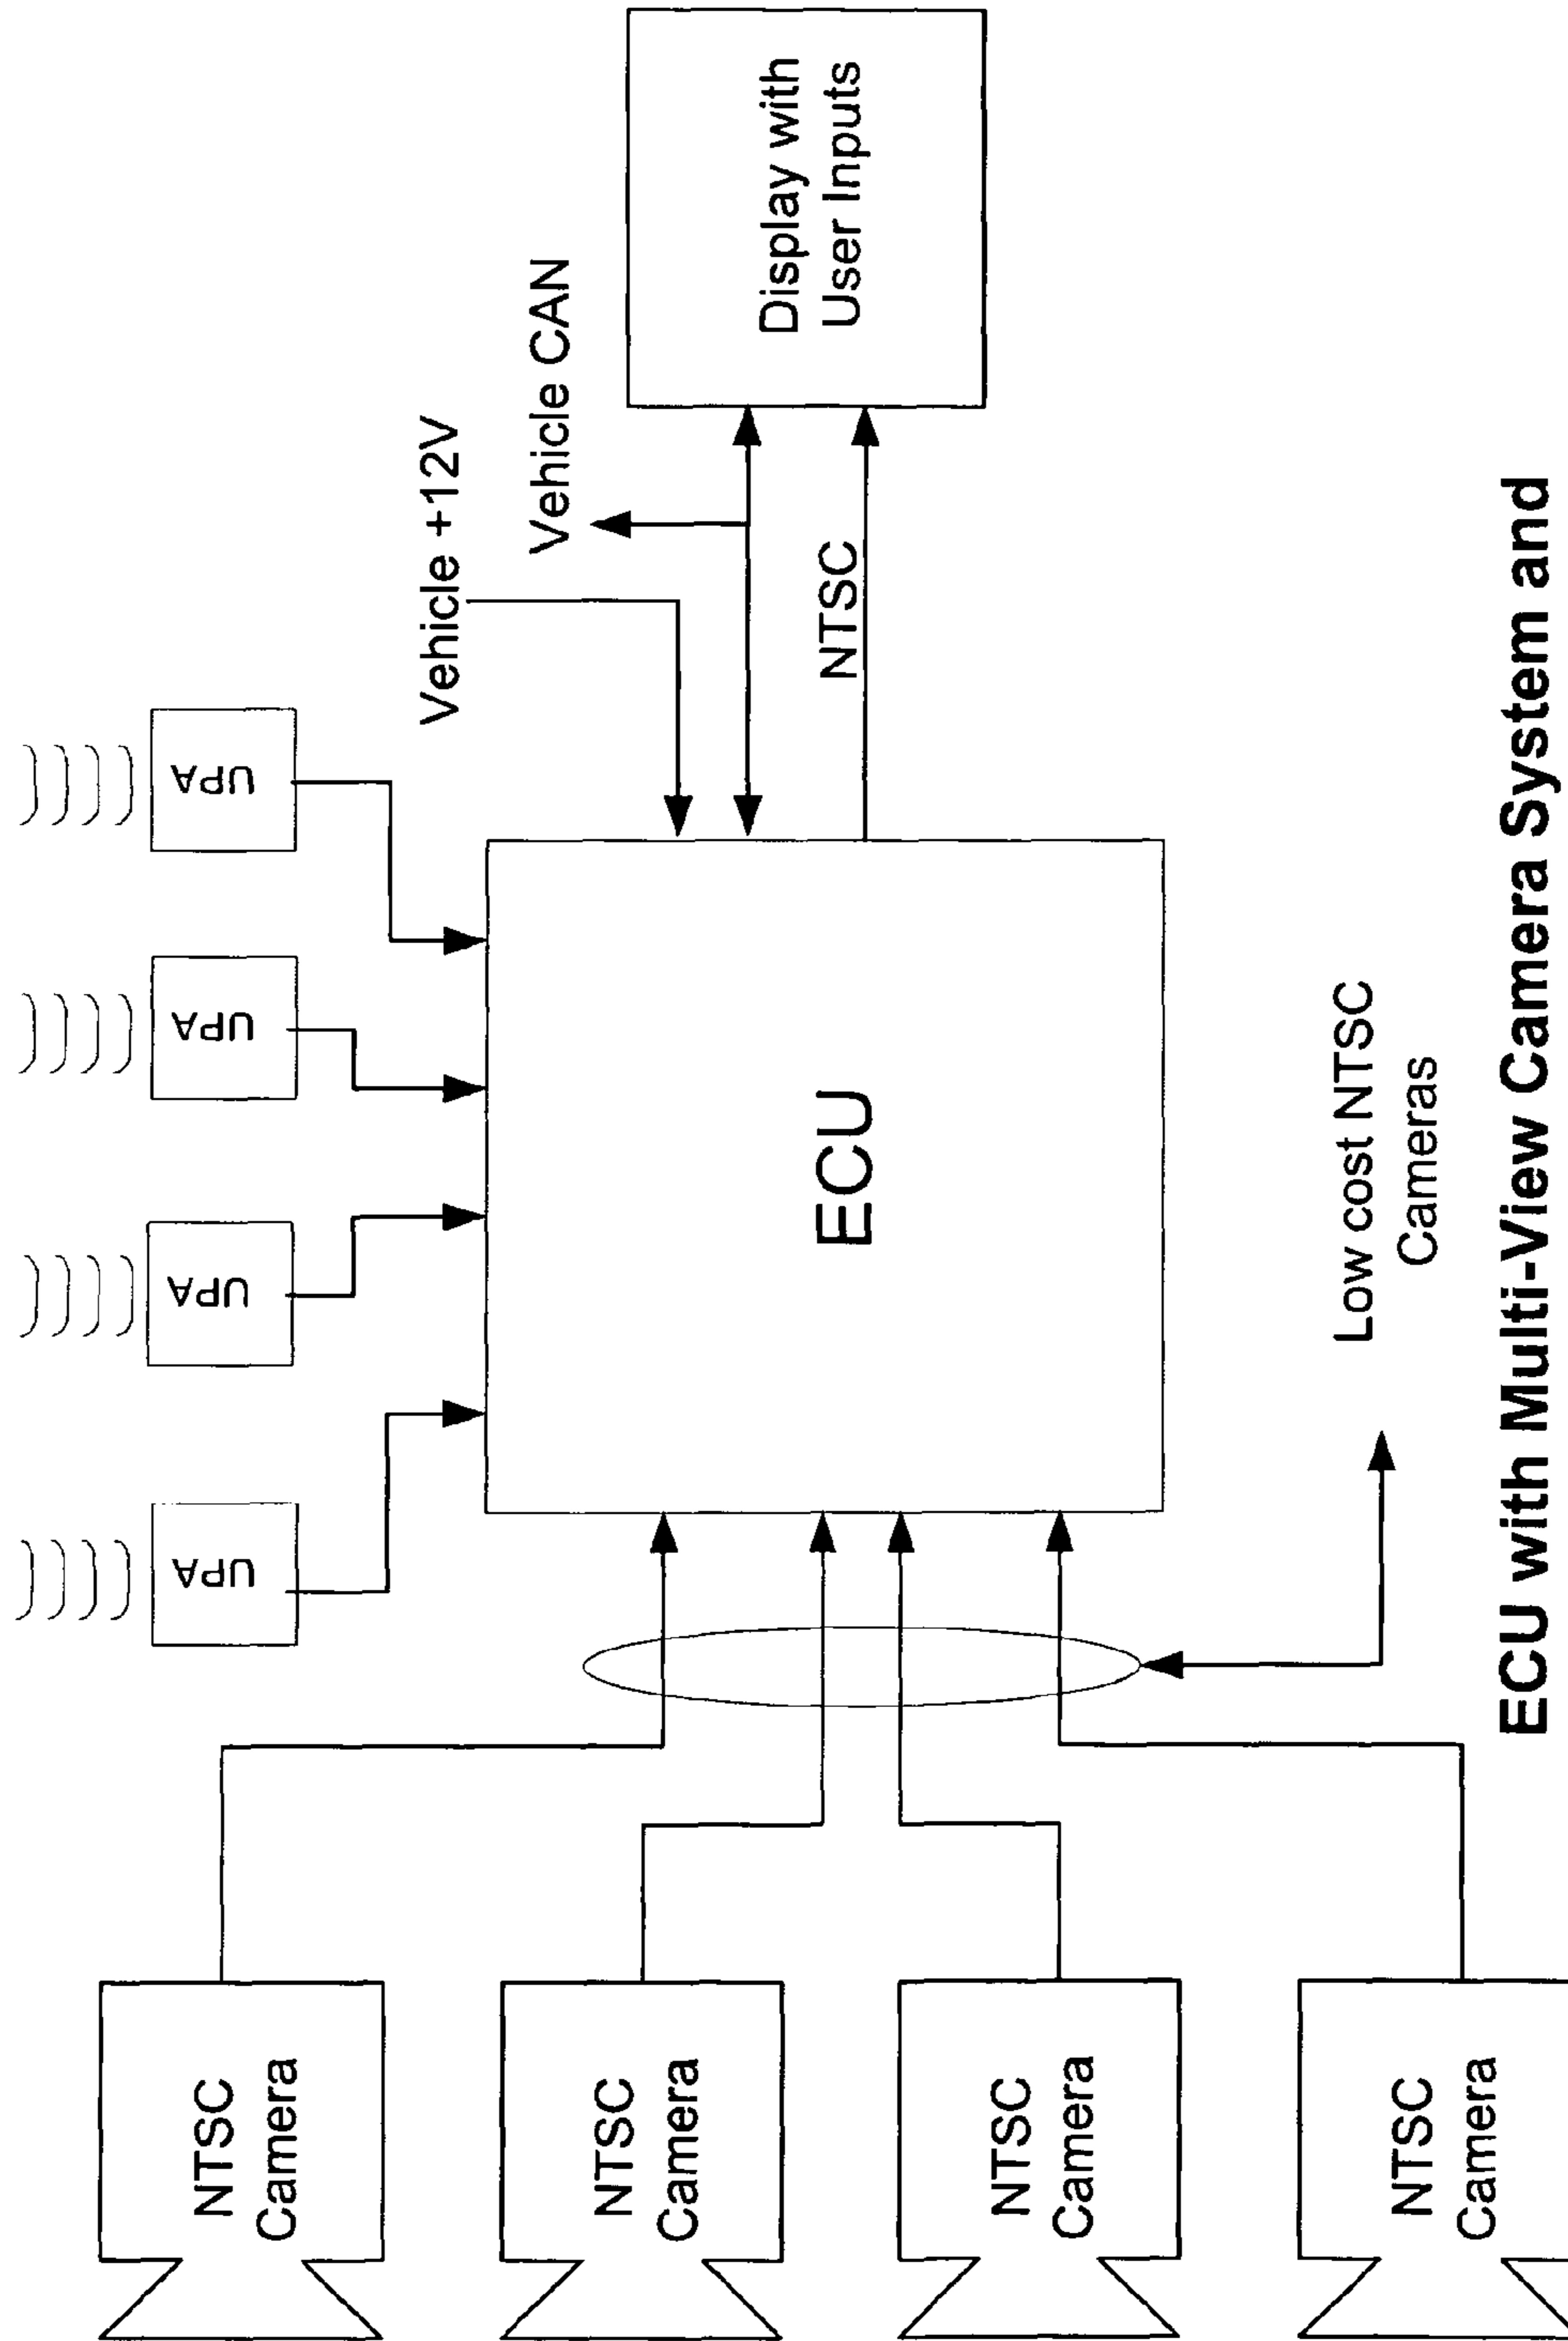 UPA
UPA
UPA
UPA
Vehicle +12V
Vehicle CAN
NTSC
Camera
NTSC
Camera
NTSC
Camera
NTSC
Camera
ECU
NTSC
Display with
User Inputs
Low cost NTSC
Cameras
ECU with Multi-View Camera System and